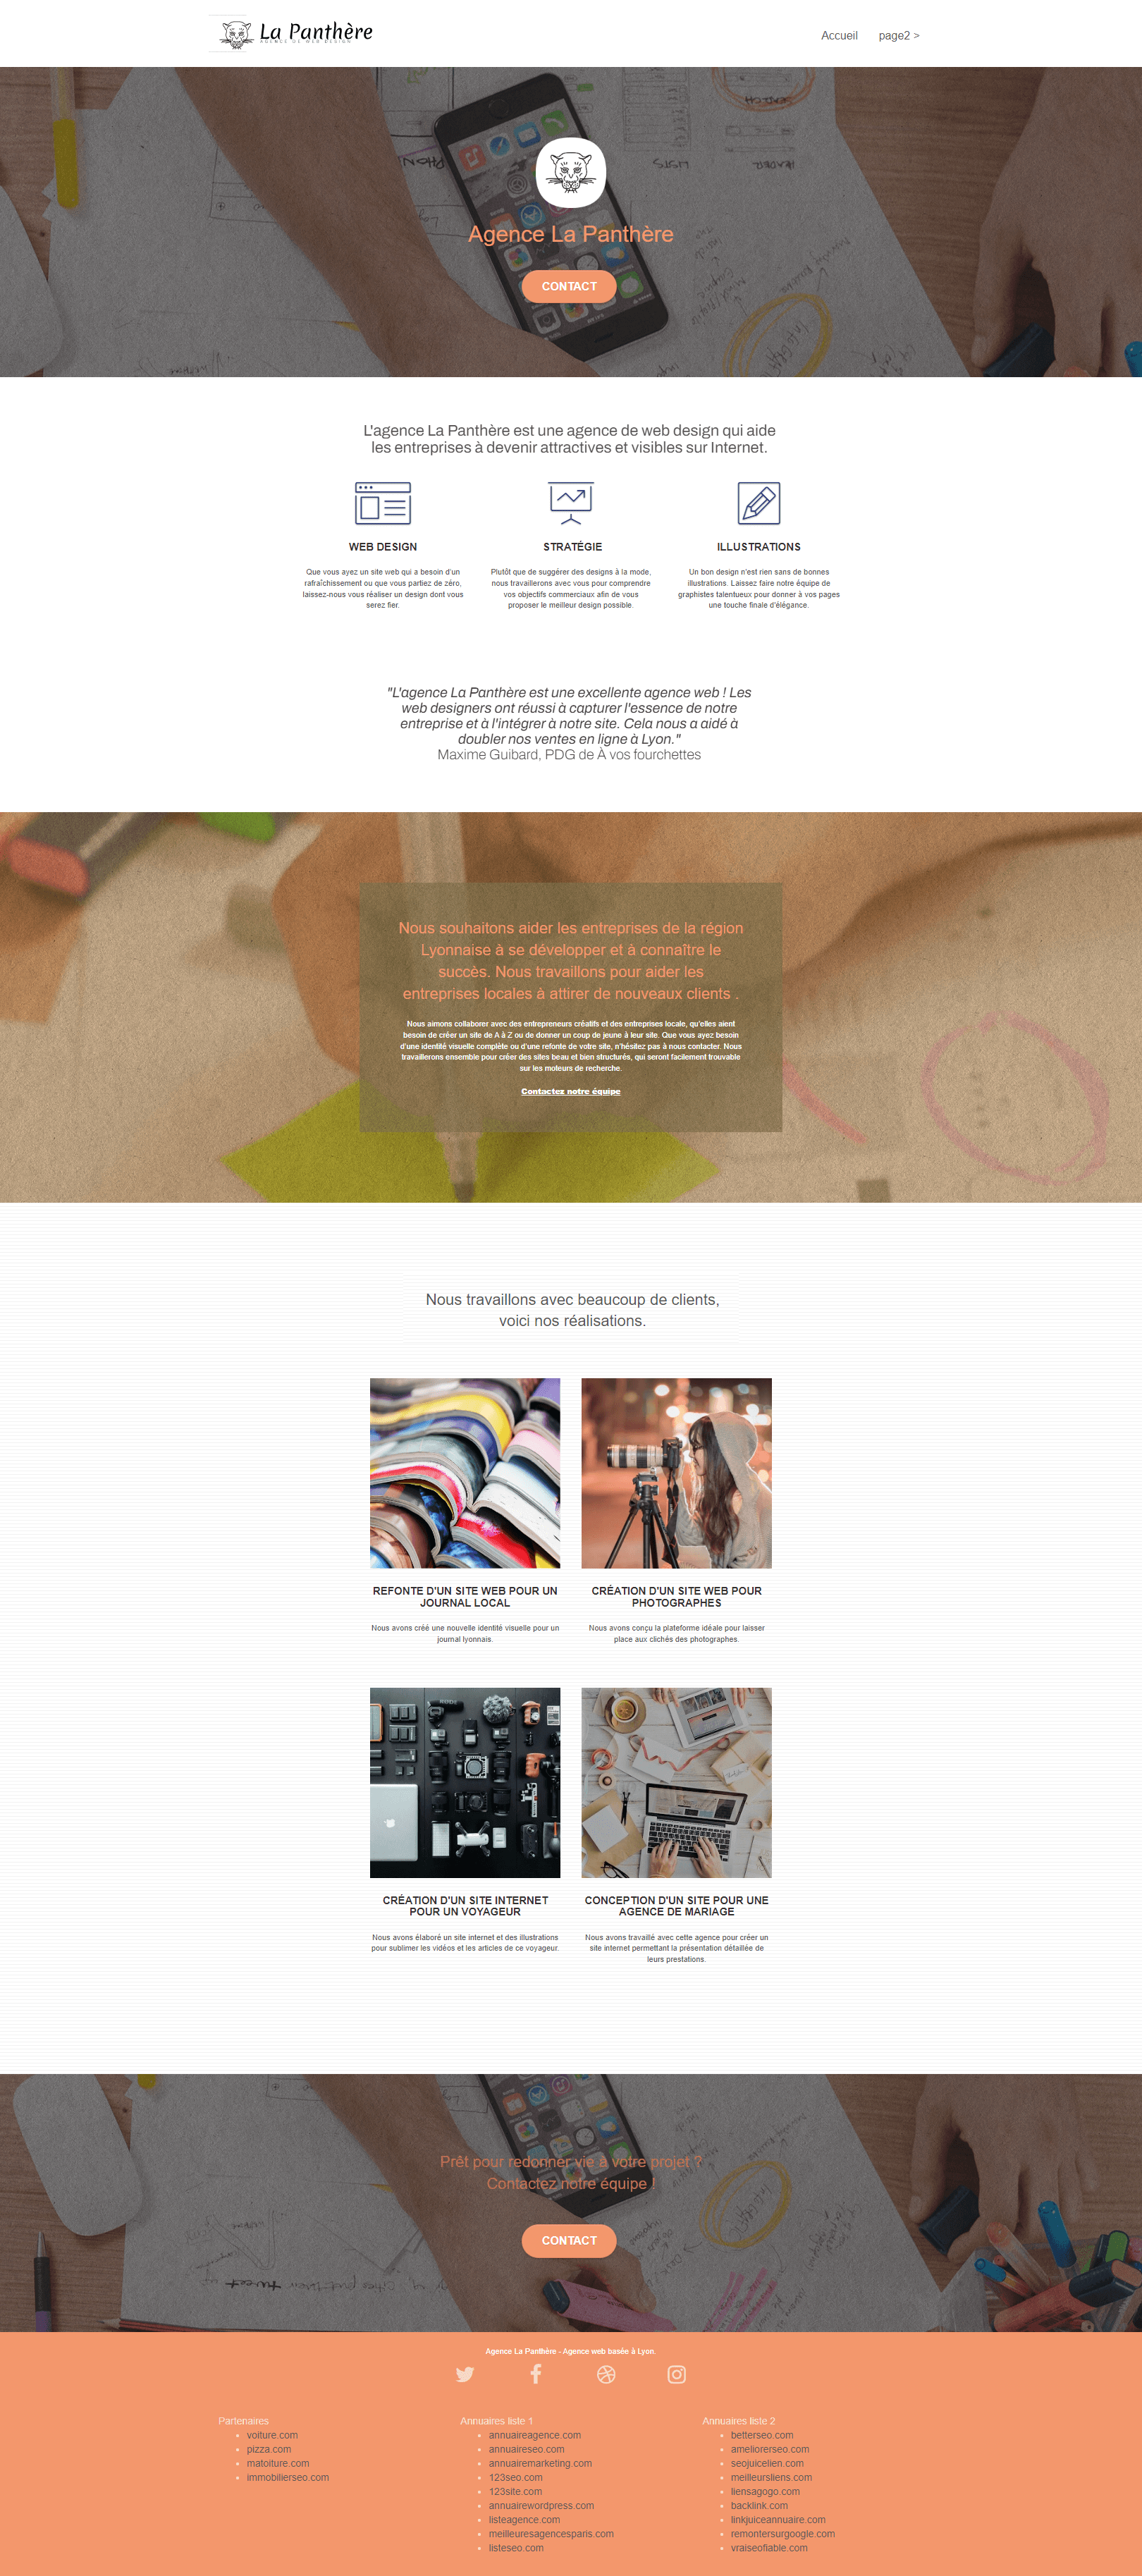 La Panthère
AGENCE DE WEB DESIGN
Accueil
page2 >
SKETCH
LISTS
HEADER
Agence La Panthère
CONTACT
L'agence La Panthère est une agence de web design qui aide
les entreprises à devenir attractives et visibles sur Internet.
WEB DESIGN
Que vous ayez un site web qui a besoin d'un
rafraîchissement ou que vous partiez de zéro,
laissez-nous vous réaliser un design dont vous
serez fier.
STRATÉGIE
Plutôt que de suggérer des designs à la mode,
nous travaillerons avec vous pour comprendre
vos objectifs commerciaux afin de vous
proposer le meilleur design possible.
ILLUSTRATIONS
Un bon design n'est rien sans de bonnes
illustrations. Laissez faire notre équipe de
graphistes talentueux pour donner à vos pages
une touche finale d'élégance.
"L'agence La Panthère est une excellente agence web ! Les
web designers ont réussi à capturer l'essence de notre
entreprise et à l'intégrer à notre site. Cela nous a aidé à
doubler nos ventes en ligne à Lyon."
Maxime Guibard, PDG de À vos fourchettes
Nous souhaitons aider les entreprises de la région
Lyonnaise à se développer et à connaître le
succès. Nous travaillons pour aider les
entreprises locales à attirer de nouveaux clients .
Nous aimons collaborer avec des entrepreneurs créatifs et des entreprises locale, qu'elles aient
besoin de créer un site de A à Z ou de donner un coup de jeune à leur site. Que vous ayez besoin
d'une identité visuelle complète ou d'une refonte de votre site, n'hésitez pas à nous contacter. Nous
travaillerons ensemble pour créer des sites beau et bien structurés, qui seront facilement trouvable
sur les moteurs de recherche.
Contactez notre équipe
Nous travaillons avec beaucoup de clients,
voici nos réalisations.
REFONTE D'UN SITE WEB POUR UN
JOURNAL LOCAL
Nous avons créé une nouvelle identité visuelle pour un
journal lyonnais.
CRÉATION D'UN SITE WEB POUR
PHOTOGRAPHES
Nous avons conçu la plateforme idéale pour laisser
place aux clichés des photographes.
CRÉATION D'UN SITE INTERNET
POUR UN VOYAGEUR
Nous avons élaboré un site internet et des illustrations
pour sublimer les vidéos et les articles de ce voyageur.
CONCEPTION D'UN SITE POUR UNE
AGENCE DE MARIAGE
Nous avons travaillé avec cette agence pour créer un
site internet permettant la présentation détaillée de
leurs prestations.
Prêt pour redonner vie à votre projet ?
Contactez notre équipe !
CONTACT
Agence La Panthère - Agence web basée à Lyon.
Partenaires
voiture.com
pizza.com
matoiture.com
immobilierseo.com
Annuaires liste 1
annuaireagence.com
annuaireseo.com
annuairemarketing.com
123seo.com
123site.com
annuairewordpress.com
listeagence.com
meilleuresagencesparis.com
listeseo.com
Annuaires liste 2
betterseo.com
ameliorerseo.com
seojuicelien.com
meilleursliens.com
liensagogo.com
backlink.com
linkjuiceannuaire.com
remontersurgoogle.com
vraiseofiable.com